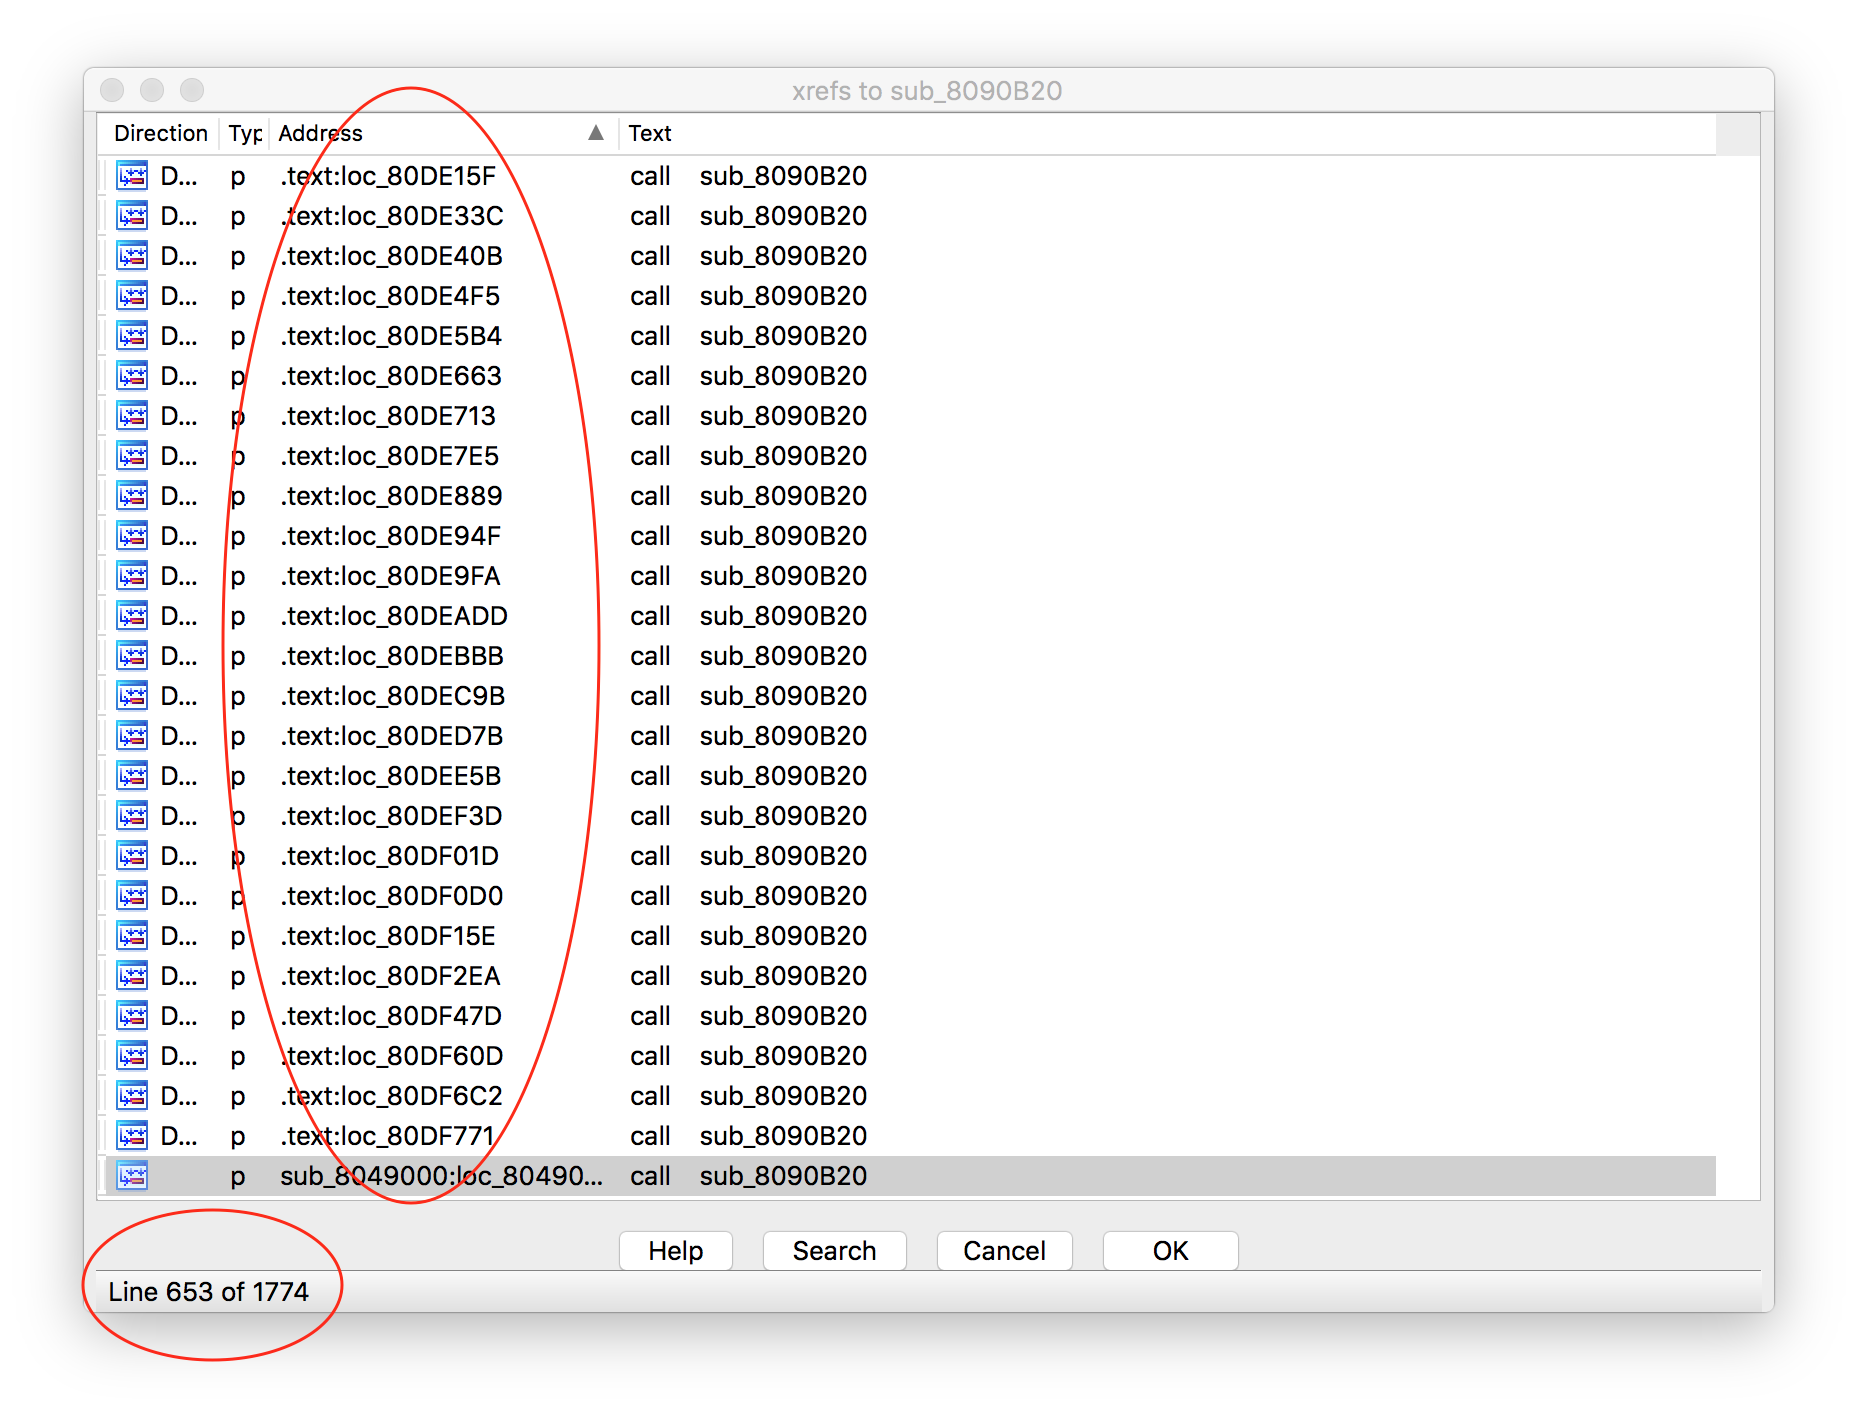 xrefs to sub_8090B20
Direction Typ Address Text
D... p .text:loc_80DE15F call sub_8090B20
D... p .text:loc_80DE33C call sub_8090B20
D... p .text:loc_80DE40B call sub_8090B20
D... p .text:loc_80DE4F5 call sub_8090B20
D... p .text:loc_80DE5B4 call sub_8090B20
D... p .text:loc_80DE663 call sub_8090B20
D... p .text:loc_80DE713 call sub_8090B20
D... p .text:loc_80DE7E5 call sub_8090B20
D... p .text:loc_80DE889 call sub_8090B20
D... p .text:loc_80DE94F call sub_8090B20
D... p .text:loc_80DE9FA call sub_8090B20
D... p .text:loc_80DEADD call sub_8090B20
D... p .text:loc_80DEBBB call sub_8090B20
D... p .text:loc_80DEC9B call sub_8090B20
D... p .text:loc_80DED7B call sub_8090B20
D... p .text:loc_80DEE5B call sub_8090B20
D... p .text:loc_80DEF3D call sub_8090B20
D... p .text:loc_80DF01D call sub_8090B20
D... p .text:loc_80DF0D0 call sub_8090B20
D... p .text:loc_80DF15E call sub_8090B20
D... p .text:loc_80DF2EA call sub_8090B20
D... p .text:loc_80DF47D call sub_8090B20
D... p .text:loc_80DF60D call sub_8090B20
D... p .text:loc_80DF6C2 call sub_8090B20
D... p .text:loc_80DF771 call sub_8090B20
p sub_8049000:loc_80490... call sub_8090B20
Help Search Cancel OK
Line 653 of 1774